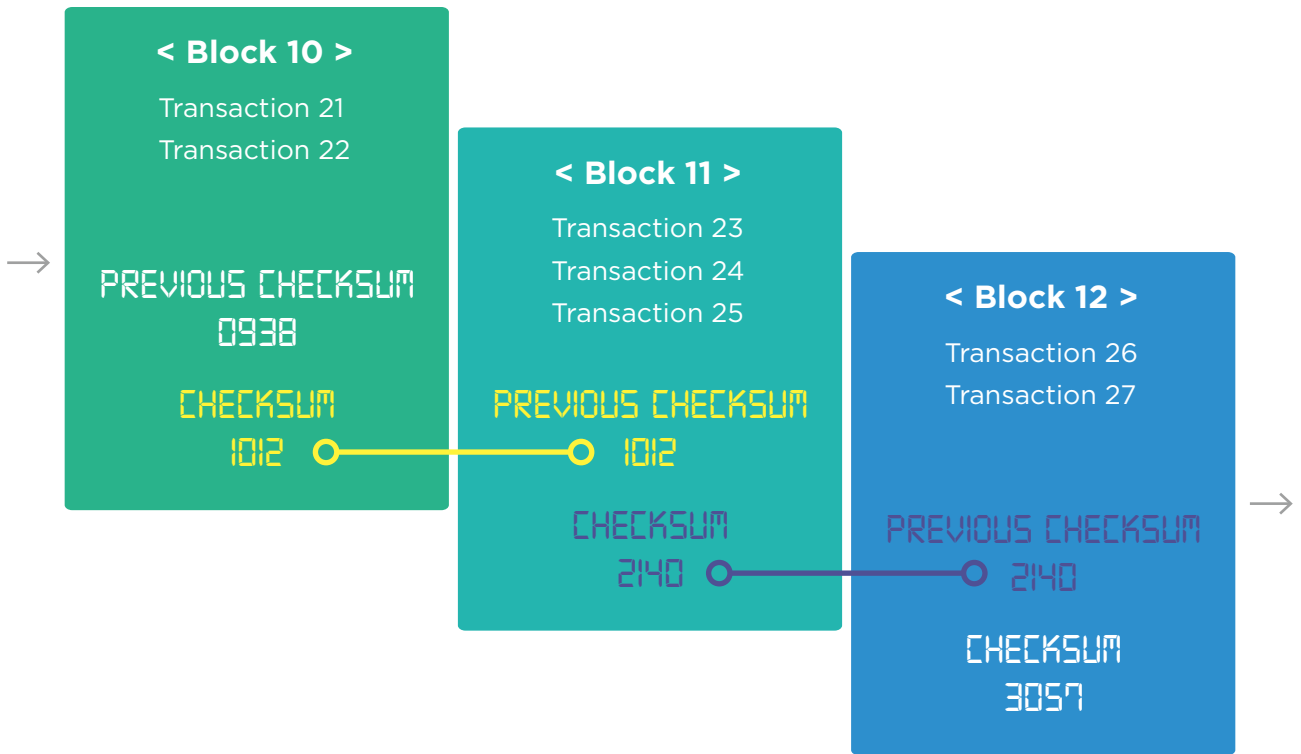 < Block 10 >
Transaction 21
Transaction 22
PREVIOUS CHECKSUM
0938
CHECKSUM
1012
< Block 11 >
Transaction 23
Transaction 24
Transaction 25
PREVIOUS CHECKSUM
1012
CHECKSUM
2140
< Block 12 >
Transaction 26
Transaction 27
PREVIOUS CHECKSUM
2140
CHECKSUM
3057